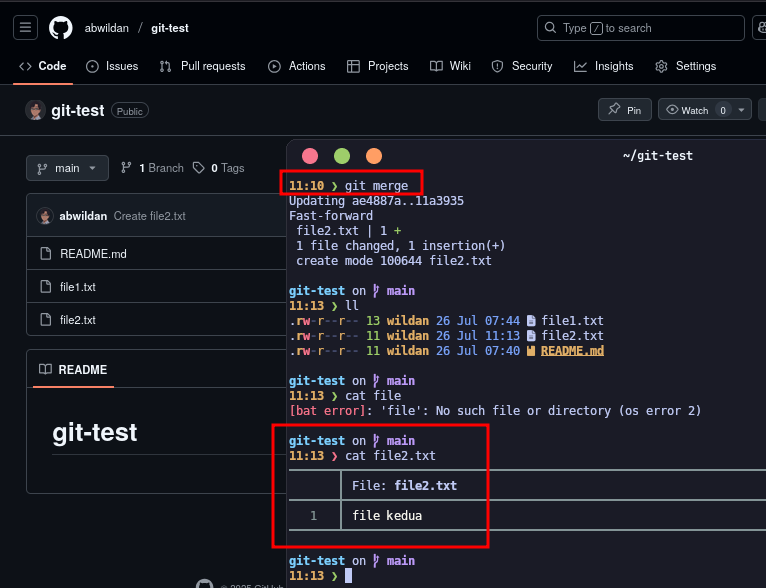 abwildan / git-test
Type / to search
Code Issues Pull requests Actions Projects Wiki Security Insights Settings
git-test Public
Pin Watch 0
main 1 Branch 0 Tags
abwildan Create file2.txt
README.md
file1.txt
file2.txt
README
git-test
~/git-test
11:10 ❯ git merge
Updating ae4887a..11a3935
Fast-forward
file2.txt | 1 +
1 file changed, 1 insertion(+)
create mode 100644 file2.txt
git-test on main
11:13 ❯ ll
.rw-r--r-- 13 wildan 26 Jul 07:44 file1.txt
.rw-r--r-- 11 wildan 26 Jul 11:13 file2.txt
.rw-r--r-- 11 wildan 26 Jul 07:40 README.md
git-test on main
11:13 ❯ cat file
[bat error]: 'file': No such file or directory (os error 2)
git-test on main
11:13 ❯ cat file2.txt
File: file2.txt
1 file kedua
git-test on main
11:13 ❯